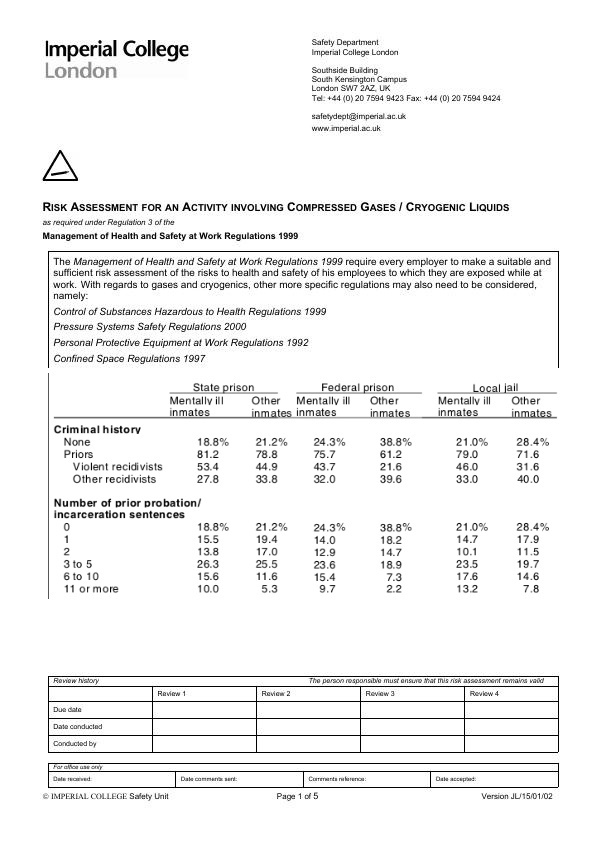 Imperial College
London
Safety Department
Imperial College London
Southside Building
South Kensington Campus
London SW7 2AZ, UK
Tel: +44 (0) 20 7594 9423 Fax: +44 (0) 20 7594 9424
safetydept@imperial.ac.uk
www.imperial.ac.uk
RISK ASSESSMENT FOR AN ACTIVITY INVOLVING COMPRESSED GASES / CRYOGENIC LIQUIDS
as required under Regulation 3 of the
Management of Health and Safety at Work Regulations 1999
The Management of Health and Safety at Work Regulations 1999 require every employer to make a suitable and
sufficient risk assessment of the risks to health and safety of his employees to which they are exposed while at
work. With regards to gases and cryogenics, other more specific regulations may also need to be considered,
namely:
Control of Substances Hazardous to Health Regulations 1999
Pressure Systems Safety Regulations 2000
Personal Protective Equipment at Work Regulations 1992
Confined Space Regulations 1997
State prison Federal prison Local jail
Mentally ill Other Mentally ill Other Mentally ill Other
inmates inmates inmates inmates inmates inmates
Criminal history
None 18.8% 21.2% 24.3% 38.8% 21.0% 28.4%
Priors 81.2 78.8 75.7 61.2 79.0 71.6
Violent recidivists 53.4 44.9 43.7 21.6 46.0 31.6
Other recidivists 27.8 33.8 32.0 39.6 33.0 40.0
Number of prior probation/
incarceration sentences
0 18.8% 21.2% 24.3% 38.8% 21.0% 28.4%
1 15.5 19.4 14.0 18.2 14.7 17.9
2 13.8 17.0 12.9 14.7 10.1 11.5
3 to 5 26.3 25.5 23.6 18.9 23.5 19.7
6 to 10 15.6 11.6 15.4 7.3 17.6 14.6
11 or more 10.0 5.3 9.7 2.2 13.2 7.8
Review history The person responsible must ensure that this risk assessment remains valid
Review 1 Review 2 Review 3 Review 4
Due date
Date conducted
Conducted by
For office use only
Date received: Date comments sent: Comments reference: Date accepted:
© IMPERIAL COLLEGE Safety Unit Page 1 of 5 Version JL/15/01/02